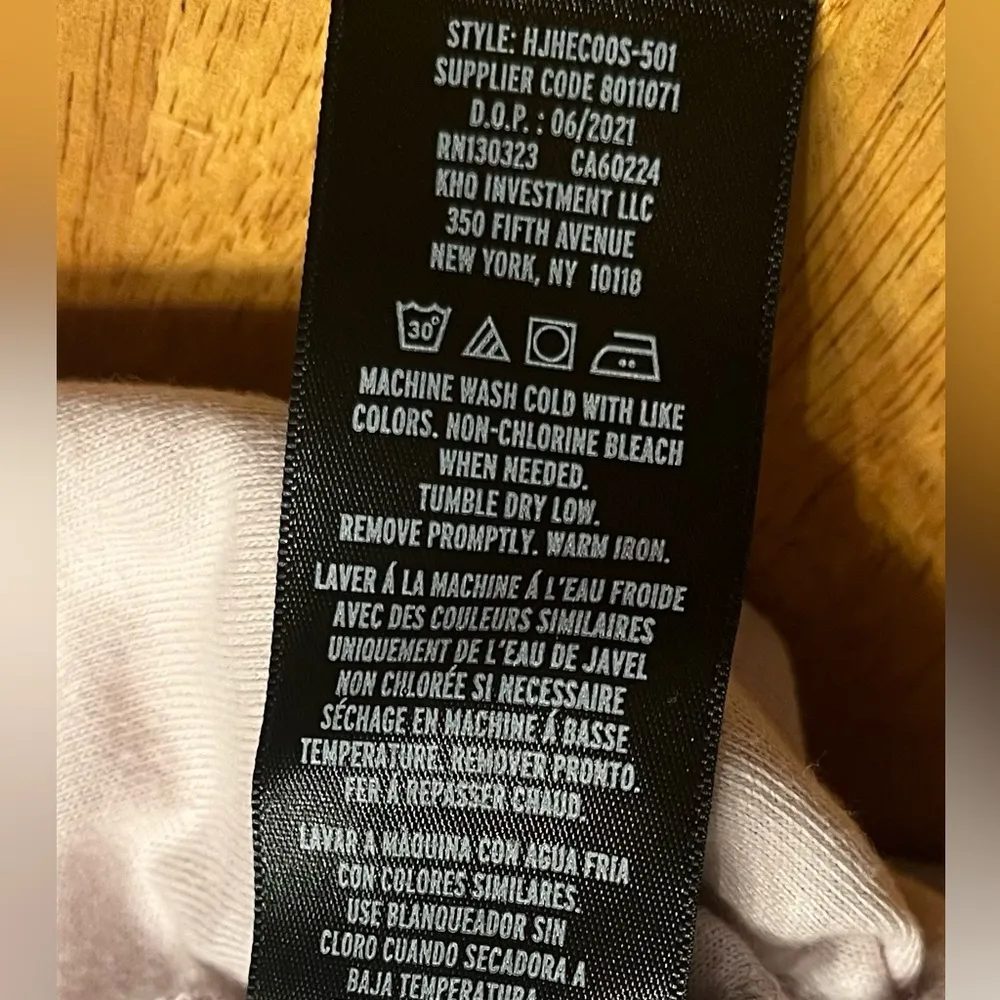 STYLE: HJHEC00S-501
SUPPLIER CODE 8011071
D.O.P. : 06/2021
RN130323 CA60224
KHQ INVESTMENT LLC
350 FIFTH AVENUE
NEW YORK, NY 10118
30°
MACHINE WASH COLD WITH LIKE
COLORS. NON-CHLORINE BLEACH
WHEN NEEDED.
TUMBLE DRY LOW.
REMOVE PROMPTLY. WARM IRON.
LAVER Á LA MACHINE Á L'EAU FROIDE
AVEC DES COULEURS SIMILAIRES
UNIQUEMENT DE L'EAU DE JAVEL
NON CHLORÉE SI NECESSAIRE
SÉCHAGE EN MACHINE Á BASSE
TEMPERATURE. REMOVER PRONTO.
FER Á REPASSER CHAUD.
LAVAR A MÁQUINA CON AGUA FRIA
CON COLORES SIMILARES.
USE BLANQUEADOR SIN
CLORO CUANDO SECADORA A
BAJA TEMPERATURA